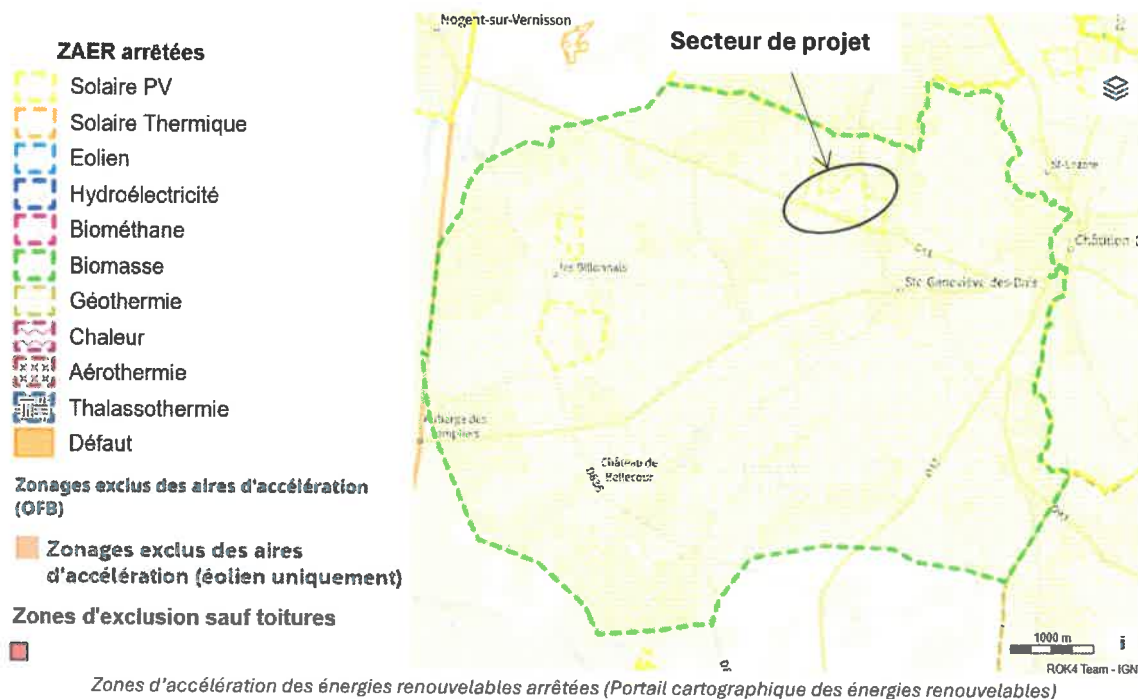 ZAER arrêtées
Solaire PV
Solaire Thermique
Eolien
Hydroélectricité
Biométhane
Biomasse
Géothermie
Chaleur
Aérothermie
Thalassothermie
Défaut
Zonages exclus des aires d'accélération
(OFB)
Zonages exclus des aires
d'accélération (éolien uniquement)
Zones d'exclusion sauf toitures
Nogent-sur-Vernisson
Secteur de projet
Châtillon
Ste Geneviève-des-Bois
Château de
Bellecour
1000 m
ROK4 Team - IGN
Zones d'accélération des énergies renouvelables arrêtées (Portail cartographique des énergies renouvelables)